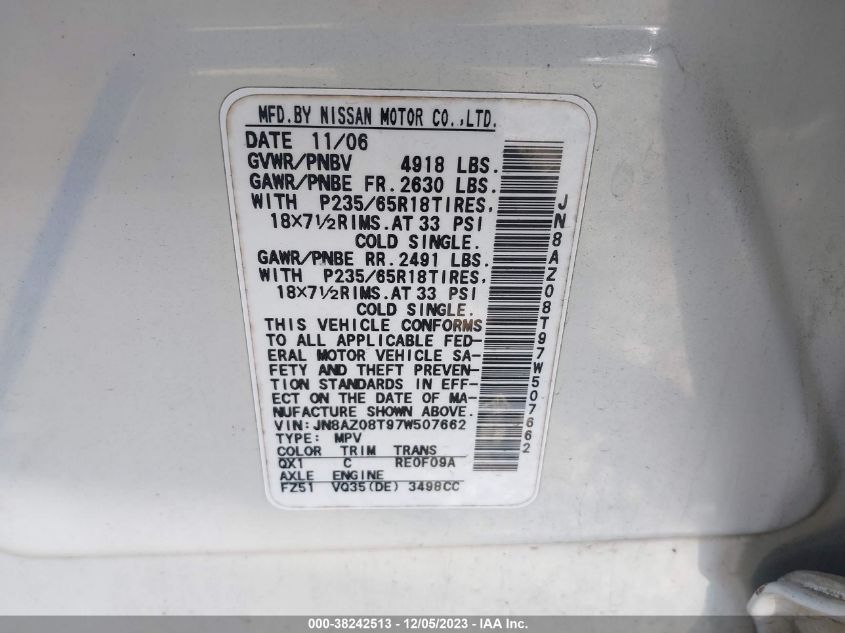 MFD.BY NISSAN MOTOR CO.,LTD.
DATE 11/06
GVWR/PNBV 4918 LBS.
GAWR/PNBE FR. 2630 LBS.
WITH P235/65R18TIRES,
18×7½RIMS.AT 33 PSI
COLD SINGLE.
GAWR/PNBE RR. 2491 LBS.
WITH P235/65R18TIRES,
18×7½RIMS.AT 33 PSI
COLD SINGLE.
THIS VEHICLE CONFORMS
TO ALL APPLICABLE FED-
ERAL MOTOR VEHICLE SA-
FETY AND THEFT PREVEN-
TION STANDARDS IN EFF-
ECT ON THE DATE OF MA-
NUFACTURE SHOWN ABOVE.
VIN: JN8AZ08T97W507662
TYPE: MPV
COLOR TRIM TRANS
QX1 C RE0F09A
AXLE ENGINE
FZ51 VQ35(DE) 3498CC
JN8AZ08T97W507662
000-38242513 - 12/05/2023 - IAA Inc.